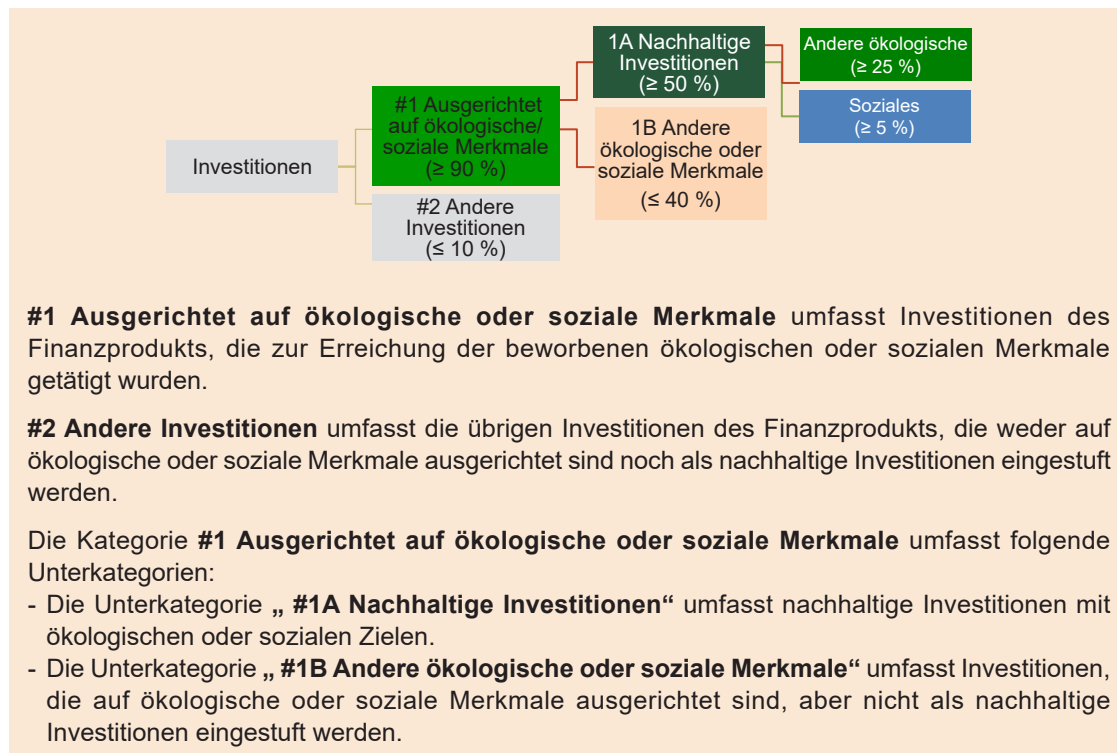 Investitionen
#1 Ausgerichtet
auf ökologische/
soziale Merkmale
(≥ 90 %)
#2 Andere
Investitionen
(≤ 10 %)
1A Nachhaltige
Investitionen
(≥ 50 %)
1B Andere
ökologische oder
soziale Merkmale
(≤ 40 %)
Andere ökologische
(≥ 25 %)
Soziales
(≥ 5 %)
#1 Ausgerichtet auf ökologische oder soziale Merkmale umfasst Investitionen des
Finanzprodukts, die zur Erreichung der beworbenen ökologischen oder sozialen Merkmale
getätigt wurden.
#2 Andere Investitionen umfasst die übrigen Investitionen des Finanzprodukts, die weder auf
ökologische oder soziale Merkmale ausgerichtet sind noch als nachhaltige Investitionen eingestuft
werden.
Die Kategorie #1 Ausgerichtet auf ökologische oder soziale Merkmale umfasst folgende
Unterkategorien:
- Die Unterkategorie „ #1A Nachhaltige Investitionen“ umfasst nachhaltige Investitionen mit
ökologischen oder sozialen Zielen.
- Die Unterkategorie „ #1B Andere ökologische oder soziale Merkmale“ umfasst Investitionen,
die auf ökologische oder soziale Merkmale ausgerichtet sind, aber nicht als nachhaltige
Investitionen eingestuft werden.